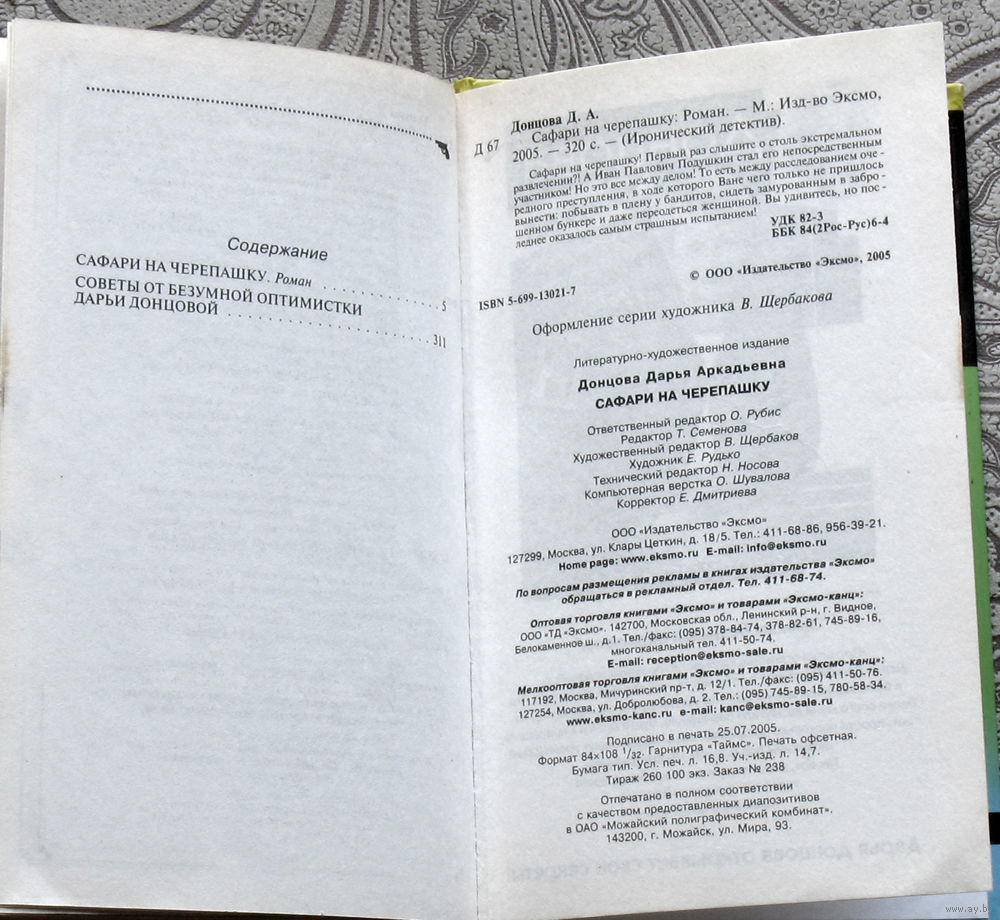 Содержание
САФАРИ НА ЧЕРЕПАШКУ. Роман . . . . . . . . . . . . 5
СОВЕТЫ ОТ БЕЗУМНОЙ ОПТИМИСТКИ
ДАРЬИ ДОНЦОВОЙ . . . . . . . . . . . . . . . . . . . . 311
Донцова Д. А.
Д 67 Сафари на черепашку: Роман. — М.: Изд-во Эксмо,
2005. — 320 с. — (Иронический детектив).
Сафари на черепашку! Первый раз слышите о столь экстремальном
развлечении?! А Иван Павлович Подушкин стал его непосредственным
участником! Но это все между делом! То есть между расследованием оче-
редного преступления, в ходе которого Ване чего только не пришлось
вынести: побывать в плену у бандитов, сидеть замурованным в забро-
шенном бункере и даже переодеться женщиной. Вы удивитесь, но пос-
леднее оказалось самым страшным испытанием!
УДК 82-3
ББК 84(2Рос-Рус)6-4
© ООО «Издательство «Эксмо», 2005
ISBN 5-699-13021-7
Оформление серии художника В. Щербакова
Литературно-художественное издание
Донцова Дарья Аркадьевна
САФАРИ НА ЧЕРЕПАШКУ
Ответственный редактор О. Рубис
Редактор Т. Семенова
Художественный редактор В. Щербаков
Художник Е. Рудько
Технический редактор Н. Носова
Компьютерная верстка О. Шувалова
Корректор Е. Дмитриева
ООО «Издательство «Эксмо»
127299, Москва, ул. Клары Цеткин, д. 18/5. Тел.: 411-68-86, 956-39-21.
Home page: www.eksmo.ru E-mail: info@eksmo.ru
По вопросам размещения рекламы в книгах издательства «Эксмо»
обращаться в рекламный отдел. Тел. 411-68-74.
Оптовая торговля книгами «Эксмо» и товарами «Эксмо-канц»:
ООО «ТД «Эксмо». 142700, Московская обл., Ленинский р-н, г. Видное,
Белокаменное ш., д.1. Тел./факс: (095) 378-84-74, 378-82-61, 745-89-16,
многоканальный тел. 411-50-74.
E-mail: reception@eksmo-sale.ru
Мелкооптовая торговля книгами «Эксмо» и товарами «Эксмо-канц»:
117192, Москва, Мичуринский пр-т, д. 12/1. Тел./факс: (095) 411-50-76.
127254, Москва, ул. Добролюбова, д. 2. Тел.: (095) 745-89-15, 780-58-34.
www.eksmo-kanc.ru e-mail: kanc@eksmo-sale.ru
Подписано в печать 25.07.2005.
Формат 84×108 1/32. Гарнитура «Таймс». Печать офсетная.
Бумага тип. Усл. печ. л. 16,8. Уч.-изд. л. 14,7.
Тираж 260 100 экз. Заказ № 238
Отпечатано в полном соответствии
с качеством предоставленных диапозитивов
в ОАО «Можайский полиграфический комбинат».
143200, г. Можайск, ул. Мира, 93.